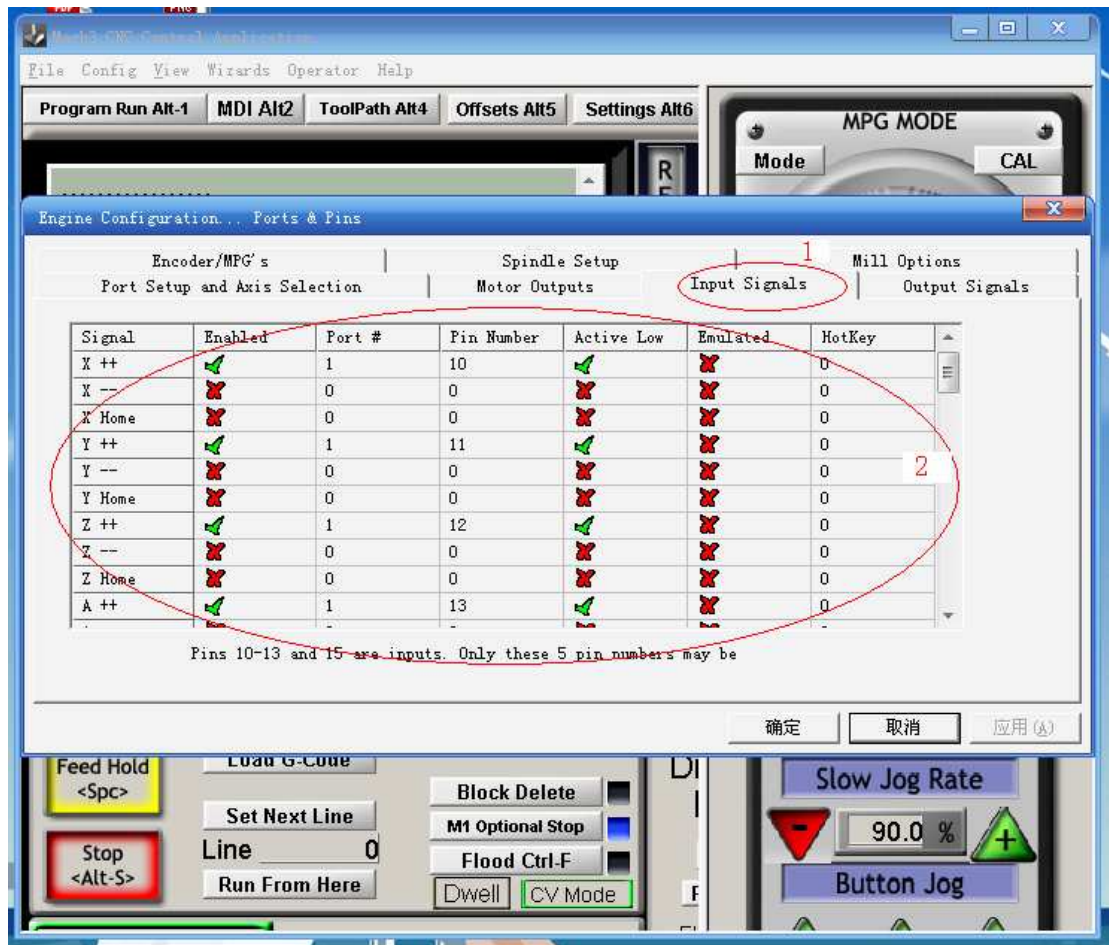 Mach3 CNC Control Application
File Config View Wizards Operator Help
Program Run Alt-1 MDI Alt2 ToolPath Alt4 Offsets Alt5 Settings Alt6
MPG MODE
Mode CAL
R
Engine Configuration... Ports & Pins
1
Encoder/MPG's Spindle Setup Mill Options
Port Setup and Axis Selection Motor Outputs Input Signals Output Signals
Signal Enabled Port # Pin Number Active Low Emulated HotKey
X ++ 1 10 0
X -- 0 0 0
X Home 0 0 0
Y ++ 1 11 0
Y -- 0 0 0
2
Y Home 0 0 0
Z ++ 1 12 0
Z -- 0 0 0
Z Home 0 0 0
A ++ 1 13 0
Pins 10-13 and 15 are inputs. Only these 5 pin numbers may be
确定 取消 应用(A)
Feed Hold
<Spc>
Load G-Code
Set Next Line
Line 0
Run From Here
Stop
<Alt-S>
Block Delete
M1 Optional Stop
Flood Ctrl-F
Dwell CV Mode
Slow Jog Rate
90.0 %
Button Jog